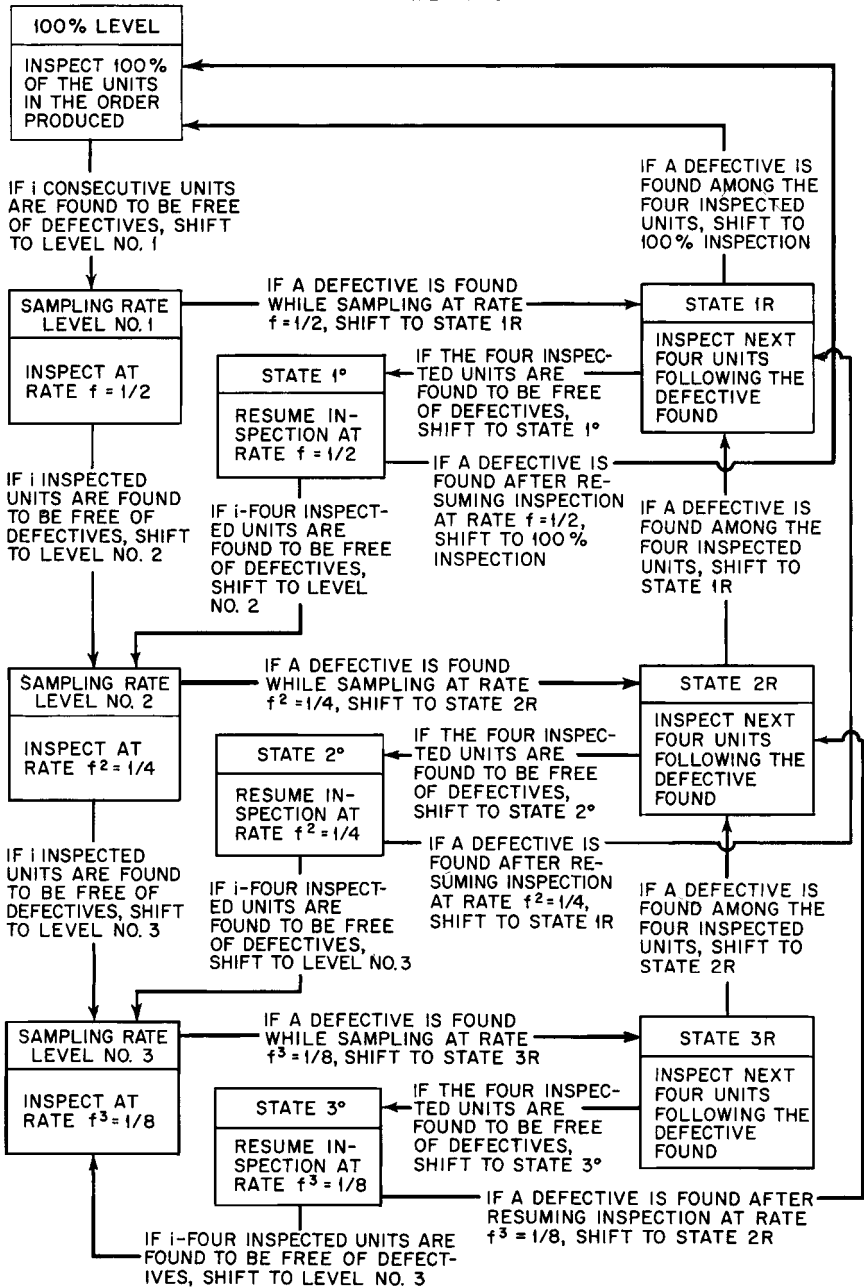 100% LEVEL
INSPECT 100%
OF THE UNITS
IN THE ORDER
PRODUCED
IF i CONSECUTIVE UNITS
ARE FOUND TO BE FREE
OF DEFECTIVES, SHIFT
TO LEVEL NO. 1
IF A DEFECTIVE IS
FOUND AMONG THE
FOUR INSPECTED
UNITS, SHIFT TO
100% INSPECTION
SAMPLING RATE
LEVEL NO. 1
INSPECT AT
RATE f = 1/2
IF A DEFECTIVE IS FOUND
WHILE SAMPLING AT RATE
f = 1/2, SHIFT TO STATE 1R
STATE 1R
INSPECT NEXT
FOUR UNITS
FOLLOWING THE
DEFECTIVE
FOUND
STATE 1°
RESUME IN-
SPECTION AT
RATE f = 1/2
IF THE FOUR INSPEC-
TED UNITS ARE
FOUND TO BE FREE
OF DEFECTIVES,
SHIFT TO STATE 1°
IF A DEFECTIVE IS
FOUND AFTER RE-
SUMING INSPECTION
AT RATE f = 1/2,
SHIFT TO 100%
INSPECTION
IF i INSPECTED
UNITS ARE FOUND
TO BE FREE OF
DEFECTIVES, SHIFT
TO LEVEL NO. 2
IF i-FOUR INSPECT-
ED UNITS ARE
FOUND TO BE FREE
OF DEFECTIVES,
SHIFT TO LEVEL
NO. 2
IF A DEFECTIVE IS
FOUND AMONG THE
FOUR INSPECTED
UNITS, SHIFT TO
STATE 1R
SAMPLING RATE
LEVEL NO. 2
INSPECT AT
RATE f² = 1/4
IF A DEFECTIVE IS FOUND
WHILE SAMPLING AT RATE
f² = 1/4, SHIFT TO STATE 2R
STATE 2R
INSPECT NEXT
FOUR UNITS
FOLLOWING THE
DEFECTIVE
FOUND
STATE 2°
RESUME IN-
SPECTION AT
RATE f² = 1/4
IF THE FOUR INSPEC-
TED UNITS ARE
FOUND TO BE FREE
OF DEFECTIVES,
SHIFT TO STATE 2°
IF A DEFECTIVE IS
FOUND AFTER RE-
SUMING INSPECTION
AT RATE f² = 1/4,
SHIFT TO STATE 1R
IF i INSPECTED
UNITS ARE FOUND
TO BE FREE OF
DEFECTIVES, SHIFT
TO LEVEL NO. 3
IF i-FOUR INSPECT-
ED UNITS ARE
FOUND TO BE FREE
OF DEFECTIVES,
SHIFT TO LEVEL NO. 3
IF A DEFECTIVE IS
FOUND AMONG THE
FOUR INSPECTED
UNITS, SHIFT TO
STATE 2R
SAMPLING RATE
LEVEL NO. 3
INSPECT AT
RATE f³ = 1/8
IF A DEFECTIVE IS FOUND
WHILE SAMPLING AT RATE
f³ = 1/8, SHIFT TO STATE 3R
STATE 3R
INSPECT NEXT
FOUR UNITS
FOLLOWING THE
DEFECTIVE
FOUND
STATE 3°
RESUME IN-
SPECTION AT
RATE f³ = 1/8
IF THE FOUR INSPEC-
TED UNITS ARE
FOUND TO BE FREE
OF DEFECTIVES,
SHIFT TO STATE 3°
IF A DEFECTIVE IS FOUND AFTER
RESUMING INSPECTION AT RATE
f³ = 1/8, SHIFT TO STATE 2R
IF i-FOUR INSPECTED UNITS ARE
FOUND TO BE FREE OF DEFECT-
IVES, SHIFT TO LEVEL NO. 3